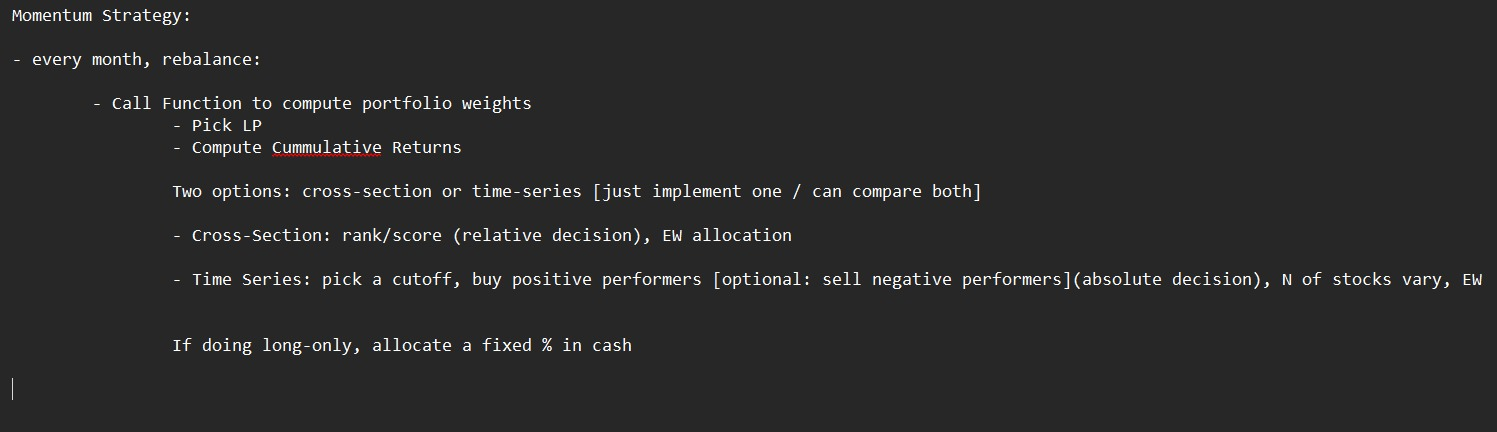 Momentum Strategy:
- every month, rebalance:
- Call Function to compute portfolio weights
- Pick LP
- Compute Cummulative Returns
Two options: cross-section or time-series [just implement one / can compare both]
- Cross-Section: rank/score (relative decision), EW allocation
- Time Series: pick a cutoff, buy positive performers [optional: sell negative performers](absolute decision), N of stocks vary, EW
If doing long-only, allocate a fixed % in cash